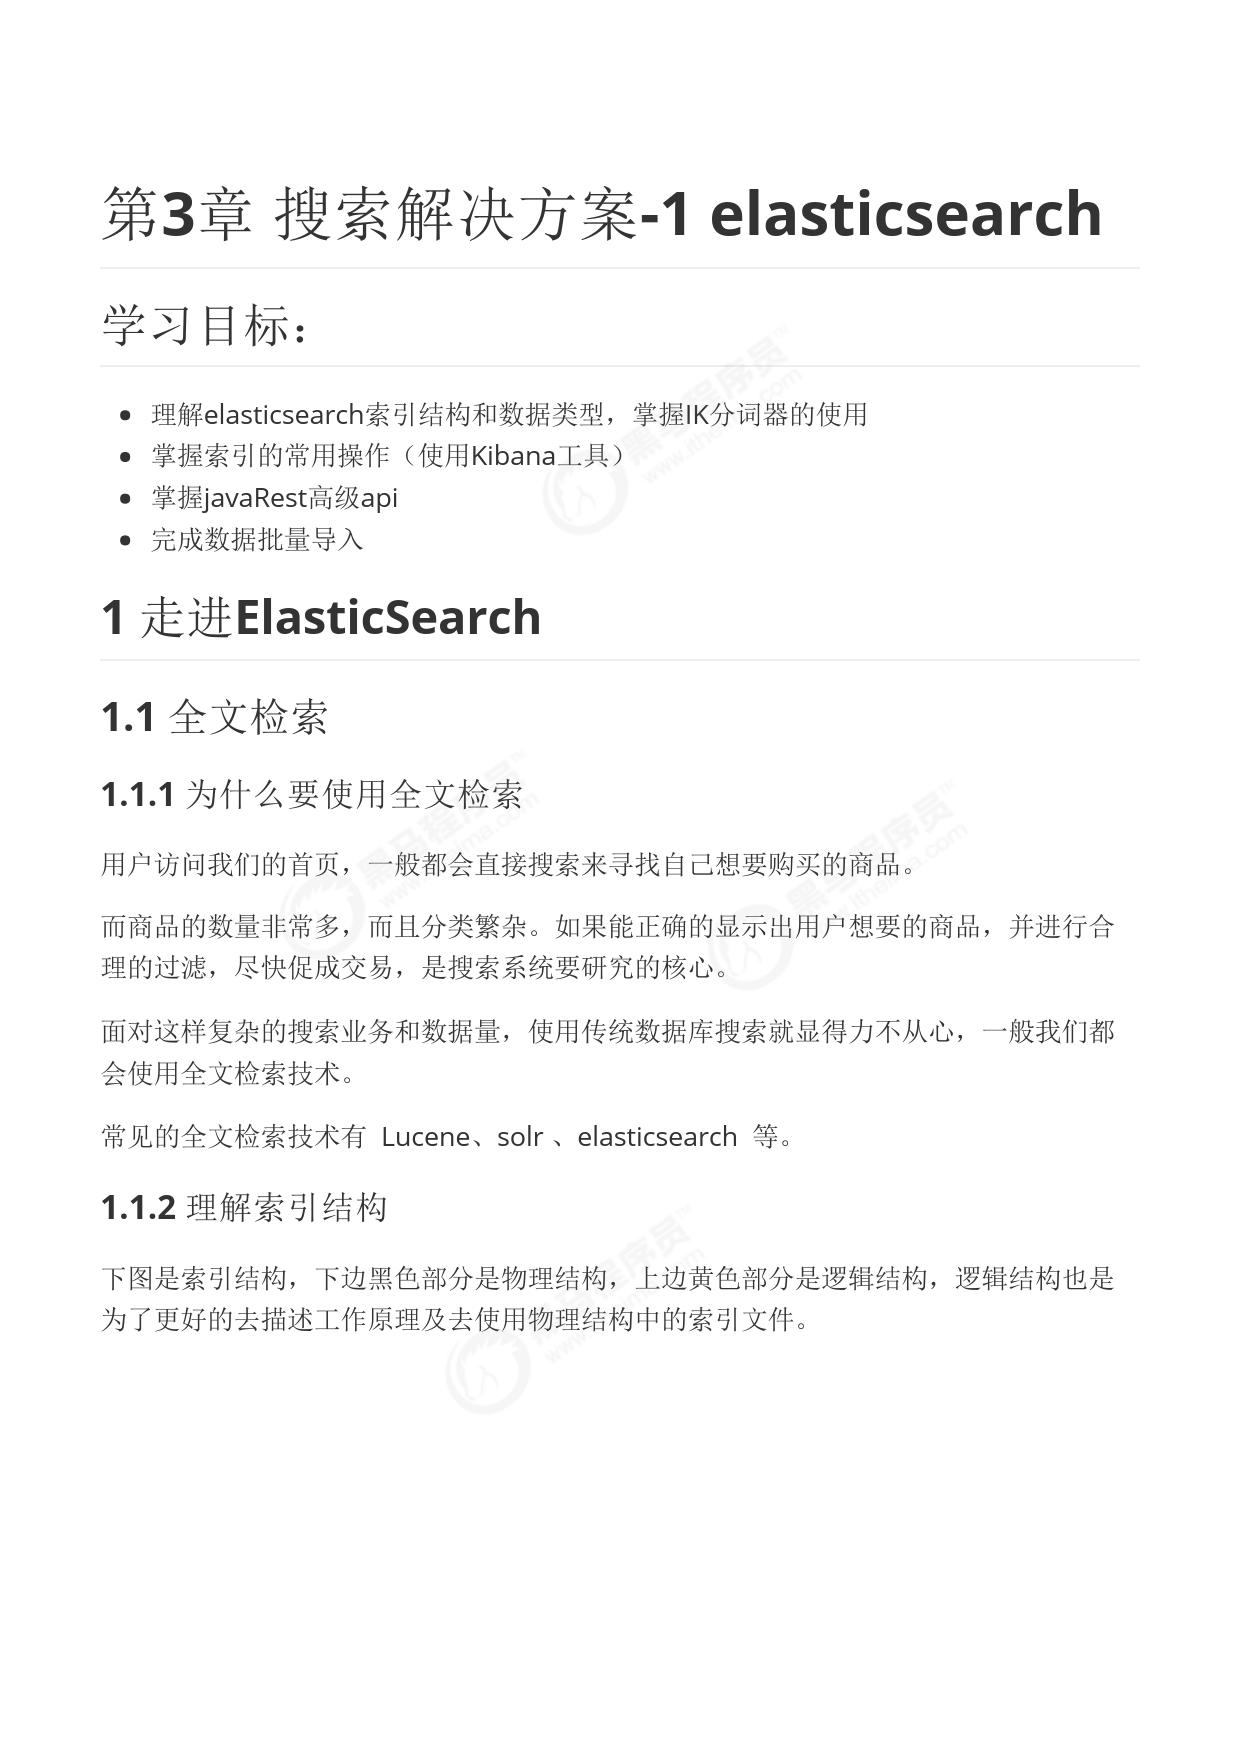 第3章 搜索解决方案-1 elasticsearch
学习目标：
理解elasticsearch索引结构和数据类型，掌握IK分词器的使用
掌握索引的常用操作（使用Kibana工具）
掌握javaRest高级api
完成数据批量导入
1 走进ElasticSearch
1.1 全文检索
1.1.1 为什么要使用全文检索
用户访问我们的首页，一般都会直接搜索来寻找自己想要购买的商品。
而商品的数量非常多，而且分类繁杂。如果能正确的显示出用户想要的商品，并进行合
理的过滤，尽快促成交易，是搜索系统要研究的核心。
面对这样复杂的搜索业务和数据量，使用传统数据库搜索就显得力不从心，一般我们都
会使用全文检索技术。
常见的全文检索技术有 Lucene、solr 、elasticsearch 等。
1.1.2 理解索引结构
下图是索引结构，下边黑色部分是物理结构，上边黄色部分是逻辑结构，逻辑结构也是
为了更好的去描述工作原理及去使用物理结构中的索引文件。